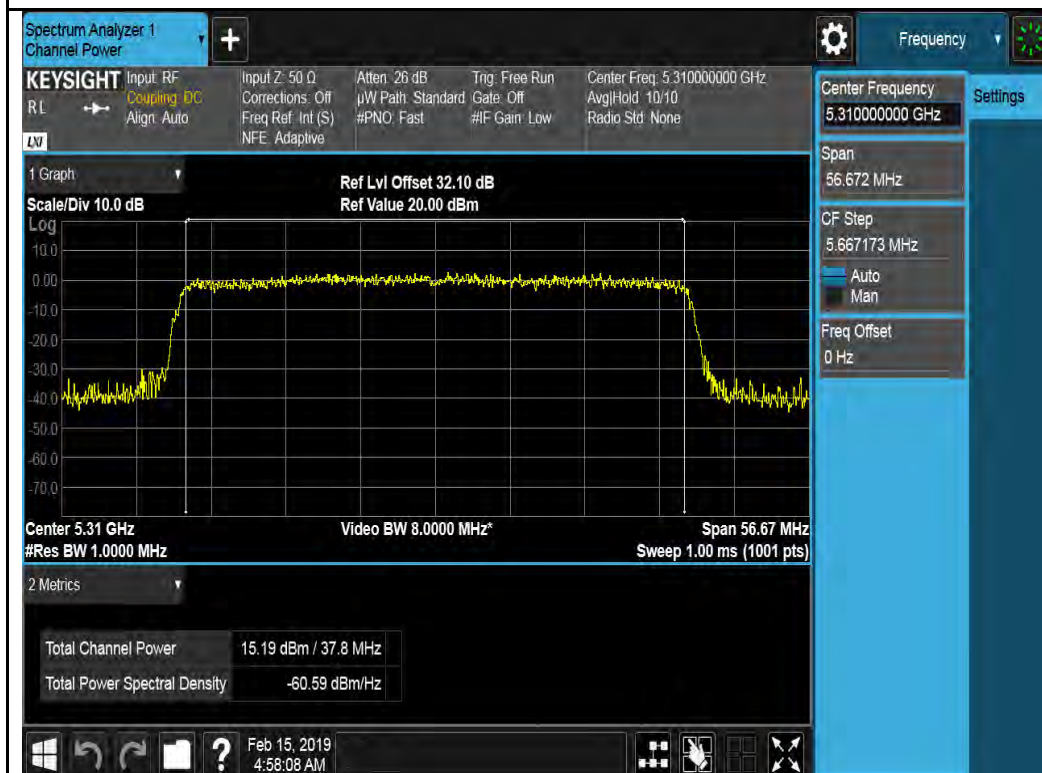 Spectrum Analyzer 1
Channel Power
Frequency
KEYSIGHT
RL
LXI
Input: RF
Coupling: DC
Align: Auto
Input Z: 50 Ω
Corrections: Off
Freq Ref: Int (S)
NFE: Adaptive
Atten: 26 dB
µW Path: Standard
#PNO: Fast
Trig: Free Run
Gate: Off
#IF Gain: Low
Center Freq: 5.310000000 GHz
Avg|Hold: 10/10
Radio Std: None
Center Frequency
5.310000000 GHz
Settings
Span
56.672 MHz
CF Step
5.667173 MHz
Auto
Man
Freq Offset
0 Hz
1 Graph
Scale/Div 10.0 dB
Ref Lvl Offset 32.10 dB
Ref Value 20.00 dBm
Log
10.0
0.00
-10.0
-20.0
-30.0
-40.0
-50.0
-60.0
-70.0
Center 5.31 GHz
#Res BW 1.0000 MHz
Video BW 8.0000 MHz*
Span 56.67 MHz
Sweep 1.00 ms (1001 pts)
2 Metrics
Total Channel Power 15.19 dBm / 37.8 MHz
Total Power Spectral Density -60.59 dBm/Hz
?
Feb 15, 2019
4:58:08 AM